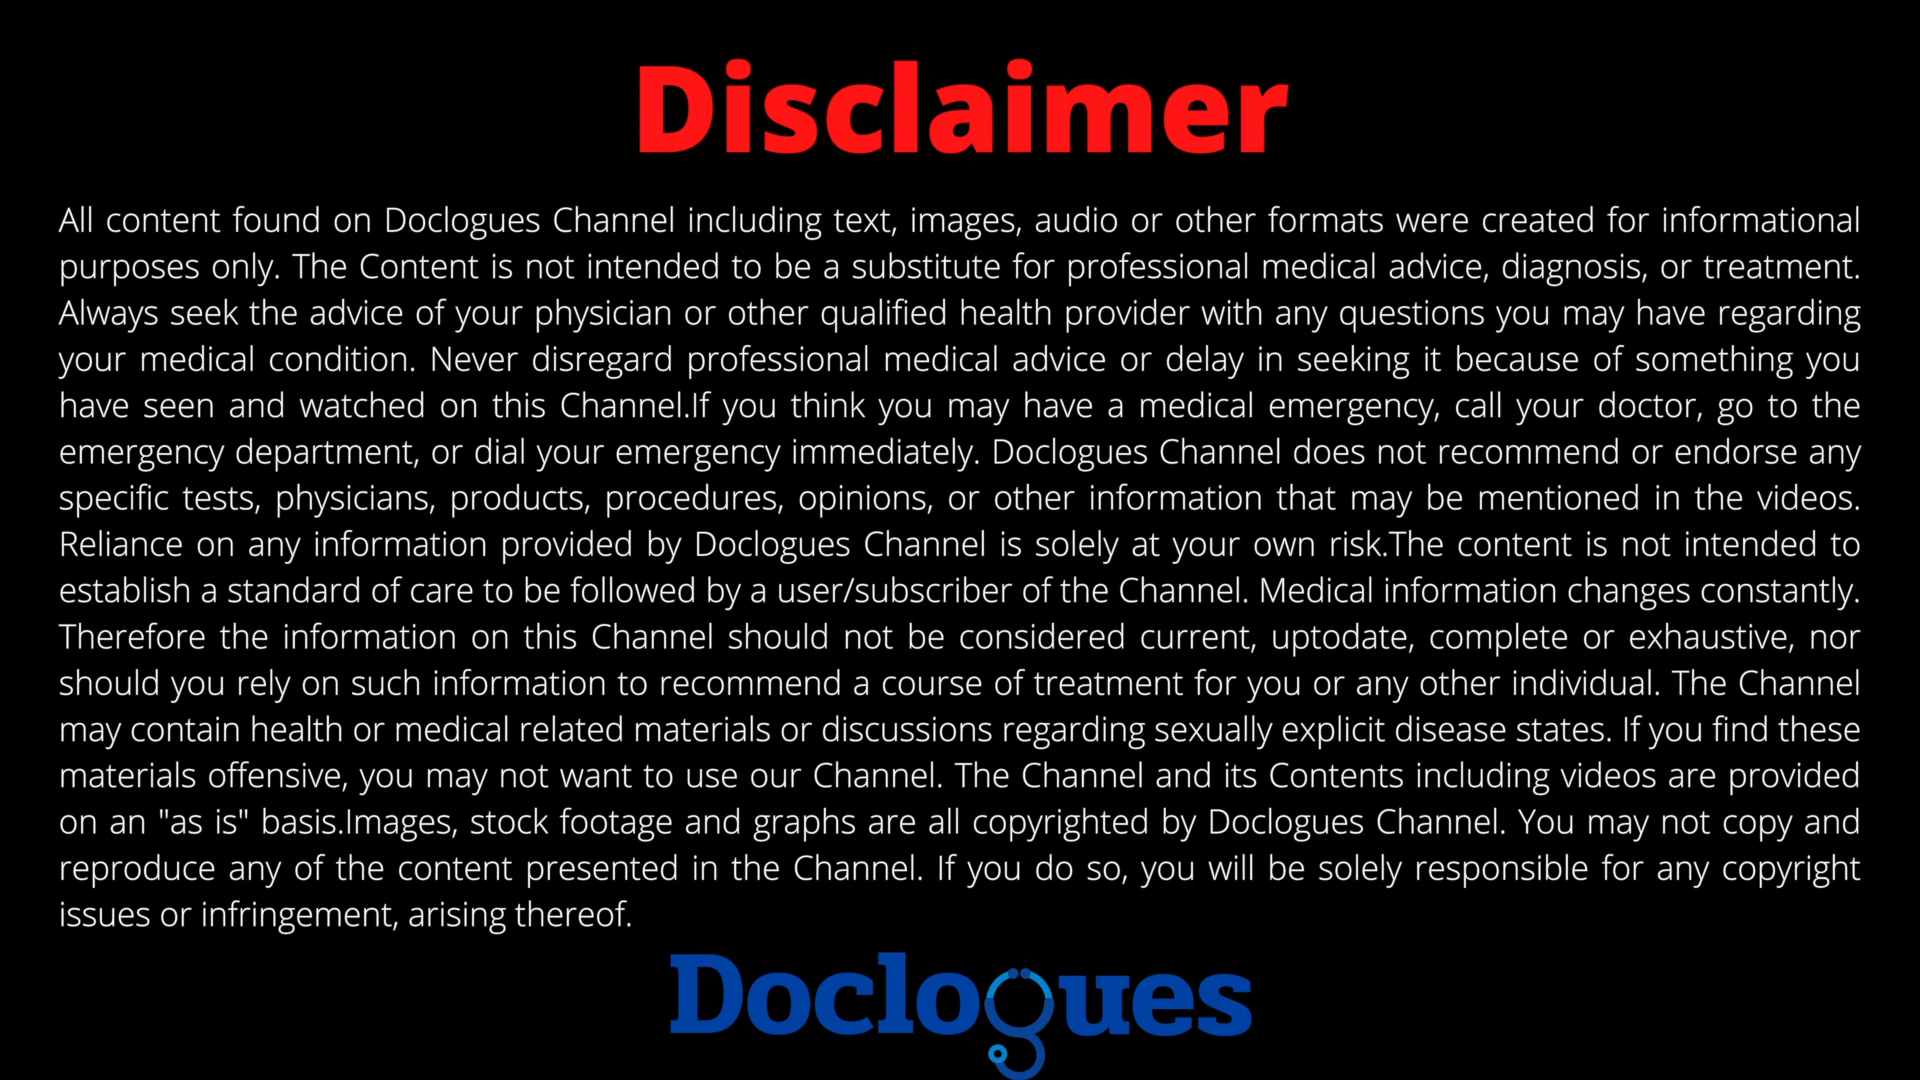 Disclaimer
All content found on Doclogues Channel including text, images, audio or other formats were created for informational
purposes only. The Content is not intended to be a substitute for professional medical advice, diagnosis, or treatment.
Always seek the advice of your physician or other qualified health provider with any questions you may have regarding
your medical condition. Never disregard professional medical advice or delay in seeking it because of something you
have seen and watched on this Channel.If you think you may have a medical emergency, call your doctor, go to the
emergency department, or dial your emergency immediately. Doclogues Channel does not recommend or endorse any
specific tests, physicians, products, procedures, opinions, or other information that may be mentioned in the videos.
Reliance on any information provided by Doclogues Channel is solely at your own risk.The content is not intended to
establish a standard of care to be followed by a user/subscriber of the Channel. Medical information changes constantly.
Therefore the information on this Channel should not be considered current, uptodate, complete or exhaustive, nor
should you rely on such information to recommend a course of treatment for you or any other individual. The Channel
may contain health or medical related materials or discussions regarding sexually explicit disease states. If you find these
materials offensive, you may not want to use our Channel. The Channel and its Contents including videos are provided
on an "as is" basis.Images, stock footage and graphs are all copyrighted by Doclogues Channel. You may not copy and
reproduce any of the content presented in the Channel. If you do so, you will be solely responsible for any copyright
issues or infringement, arising thereof.
Doclogues